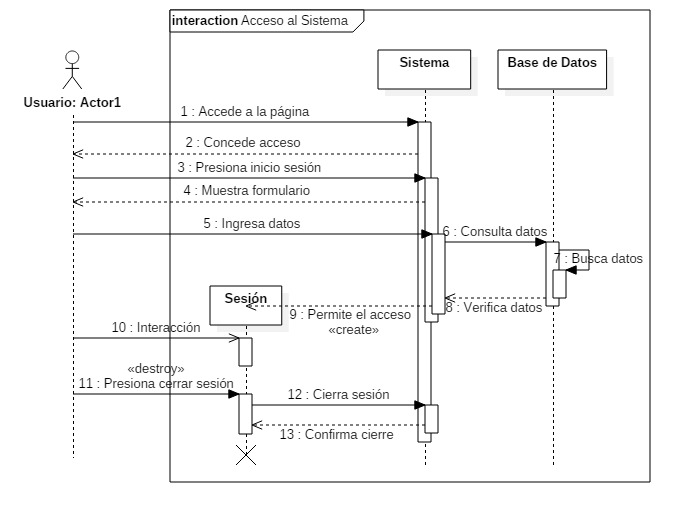 interaction Acceso al Sistema
Sistema
Base de Datos
Usuario: Actor1
1 : Accede a la página
2 : Concede acceso
3 : Presiona inicio sesión
4 : Muestra formulario
5 : Ingresa datos
6 : Consulta datos
7 : Busca datos
8 : Verifica datos
Sesión
9 : Permite el acceso
«create»
10 : Interacción
«destroy»
11 : Presiona cerrar sesión
12 : Cierra sesión
13 : Confirma cierre